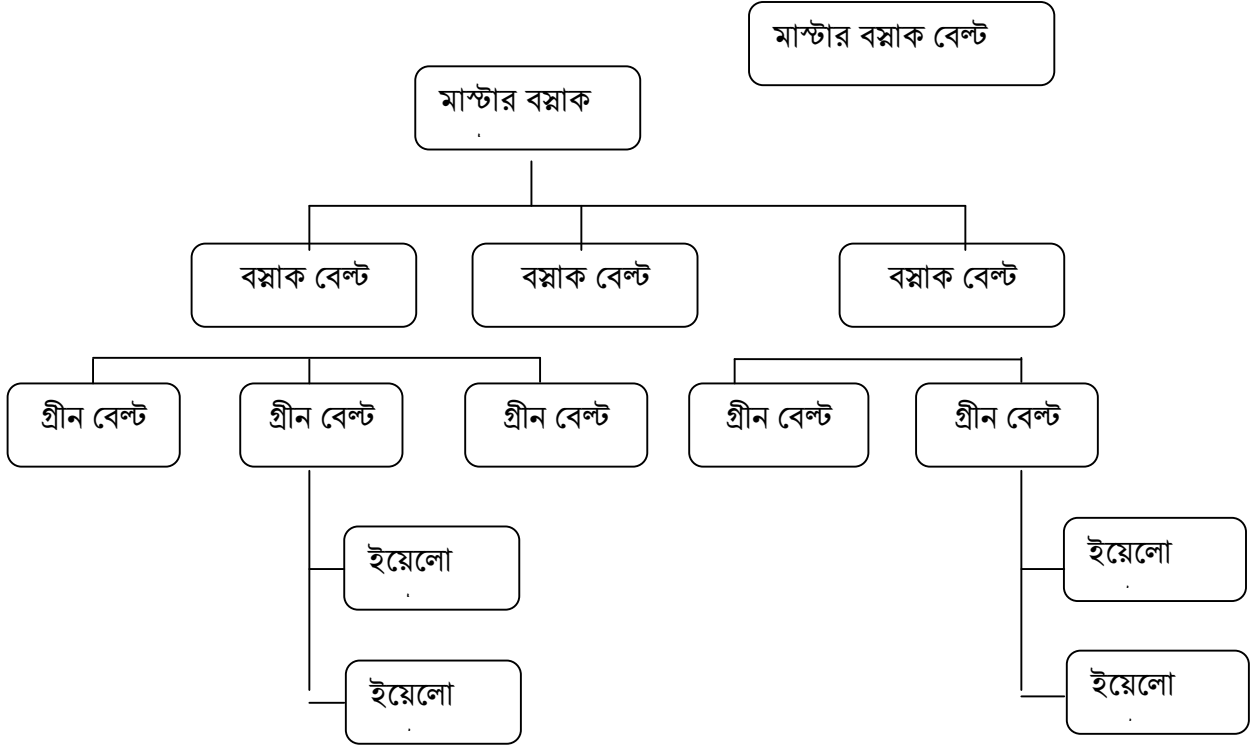 মাস্টার বস্নাক বেল্ট
মাস্টার বস্নাক
বস্নাক বেল্ট
বস্নাক বেল্ট
বস্নাক বেল্ট
গ্রীন বেল্ট
গ্রীন বেল্ট
গ্রীন বেল্ট
গ্রীন বেল্ট
গ্রীন বেল্ট
ইয়েলো
ইয়েলো
ইয়েলো
ইয়েলো